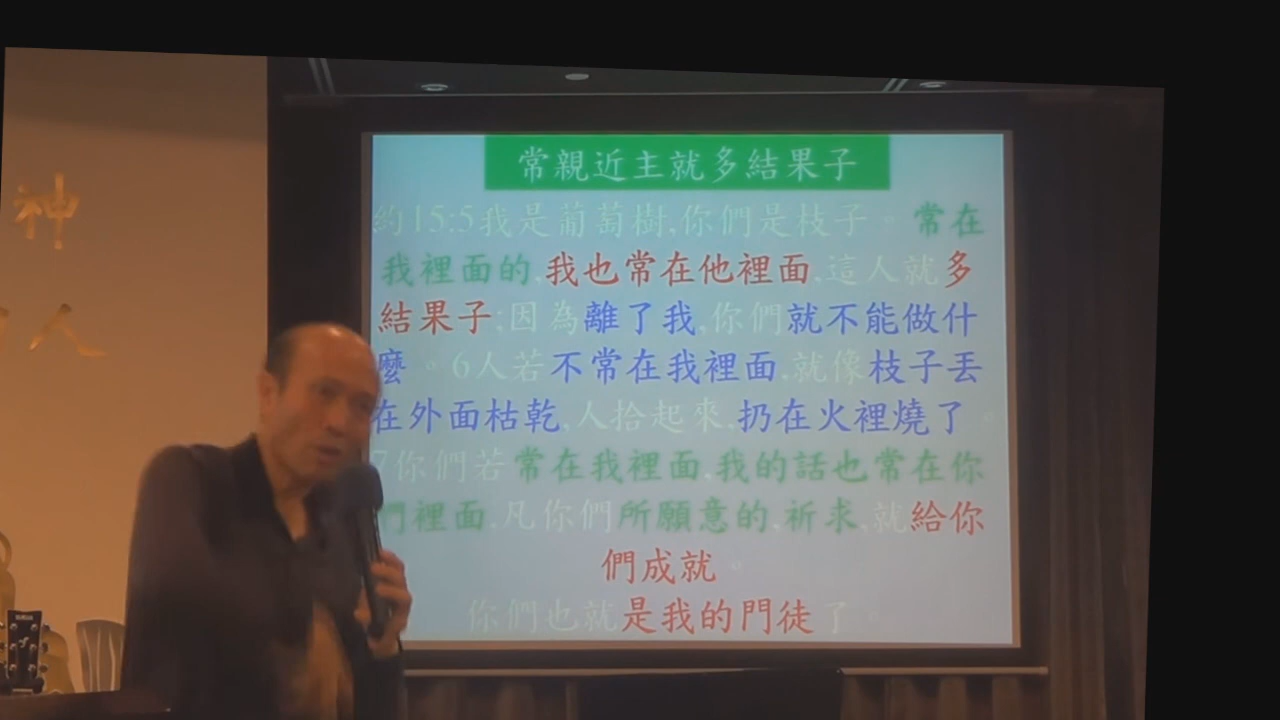 常親近主就多結果子
約15:5我是葡萄樹,你們是枝子。常在
我裡面的,我也常在他裡面,這人就多
結果子;因為離了我,你們就不能做什
麼。6人若不常在我裡面,就像枝子丟
在外面枯乾,人拾起來,扔在火裡燒了。
7你們若常在我裡面,我的話也常在你
們裡面,凡你們所願意的,祈求,就給你
們成就。
你們也就是我的門徒了。
神
人
YAMAHA